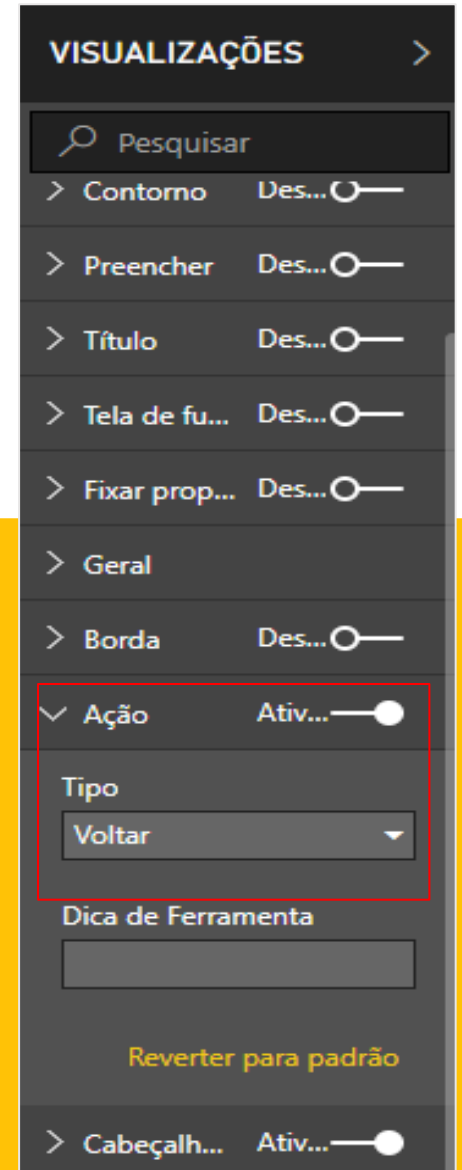 VISUALIZAÇÕES
Pesquisar
Contorno Des...
Preencher Des...
Título Des...
Tela de fu... Des...
Fixar prop... Des...
Geral
Borda Des...
Ação Ativ...
Tipo
Voltar
Dica de Ferramenta
Reverter para padrão
Cabeçalh... Ativ...